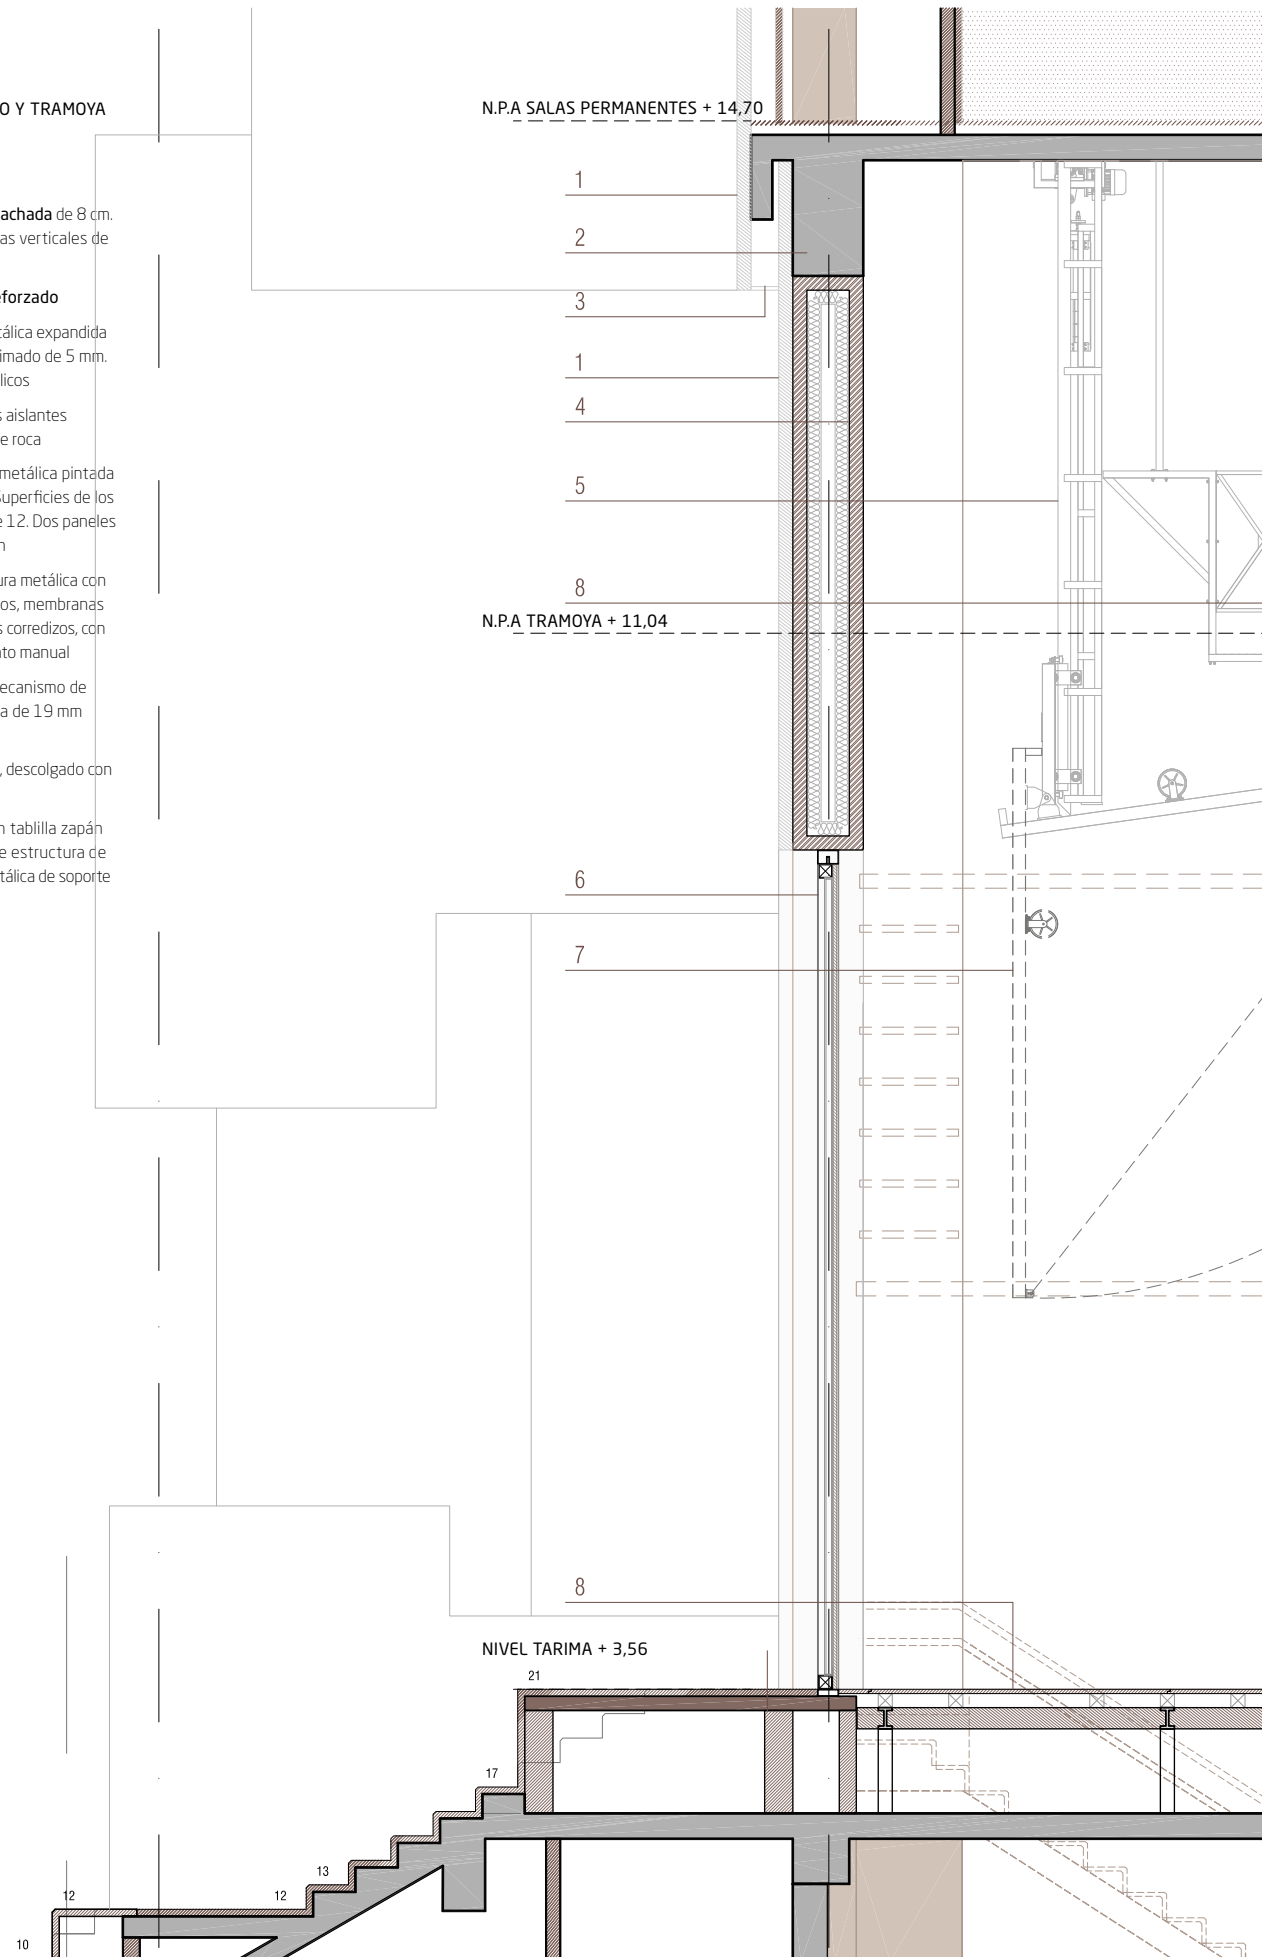 O Y TRAMOYA
achada de 8 cm.
as verticales de
eforzado
tálica expandida
imado de 5 mm.
licos
s aislantes
e roca
metálica pintada
Superficies de los
e 12. Dos paneles
n
ura metálica con
os, membranas
s corredizos, con
nto manual
ecanismo de
a de 19 mm
, descolgado con
n tablilla zapán
e estructura de
tálica de soporte
N.P.A SALAS PERMANENTES + 14,70
1
2
3
1
4
5
8
N.P.A TRAMOYA + 11,04
6
7
8
NIVEL TARIMA + 3,56
21
17
13
12
12
10